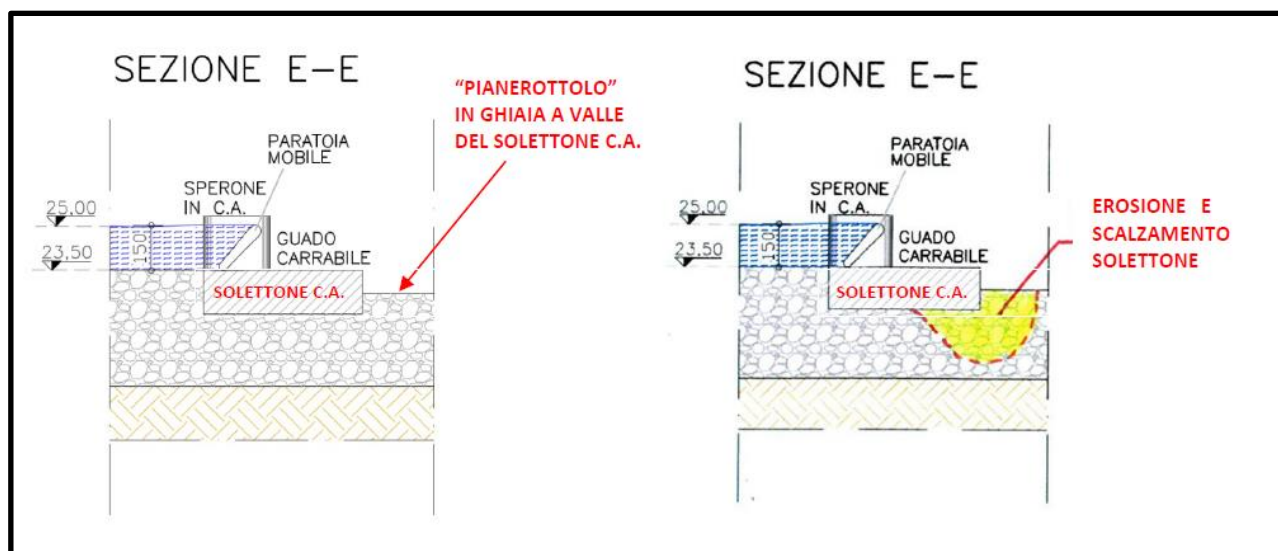 SEZIONE E-E
"PIANEROTTOLO"
IN GHIAIA A VALLE
DEL SOLETTONE C.A.
PARATOIA
MOBILE
SPERONE
IN C.A.
25,00
23,50
150
GUADO
CARRABILE
SOLETTONE C.A.
SEZIONE E-E
PARATOIA
MOBILE
SPERONE
IN C.A.
25,00
23,50
150
GUADO
CARRABILE
SOLETTONE C.A.
EROSIONE E
SCALZAMENTO
SOLETTONE